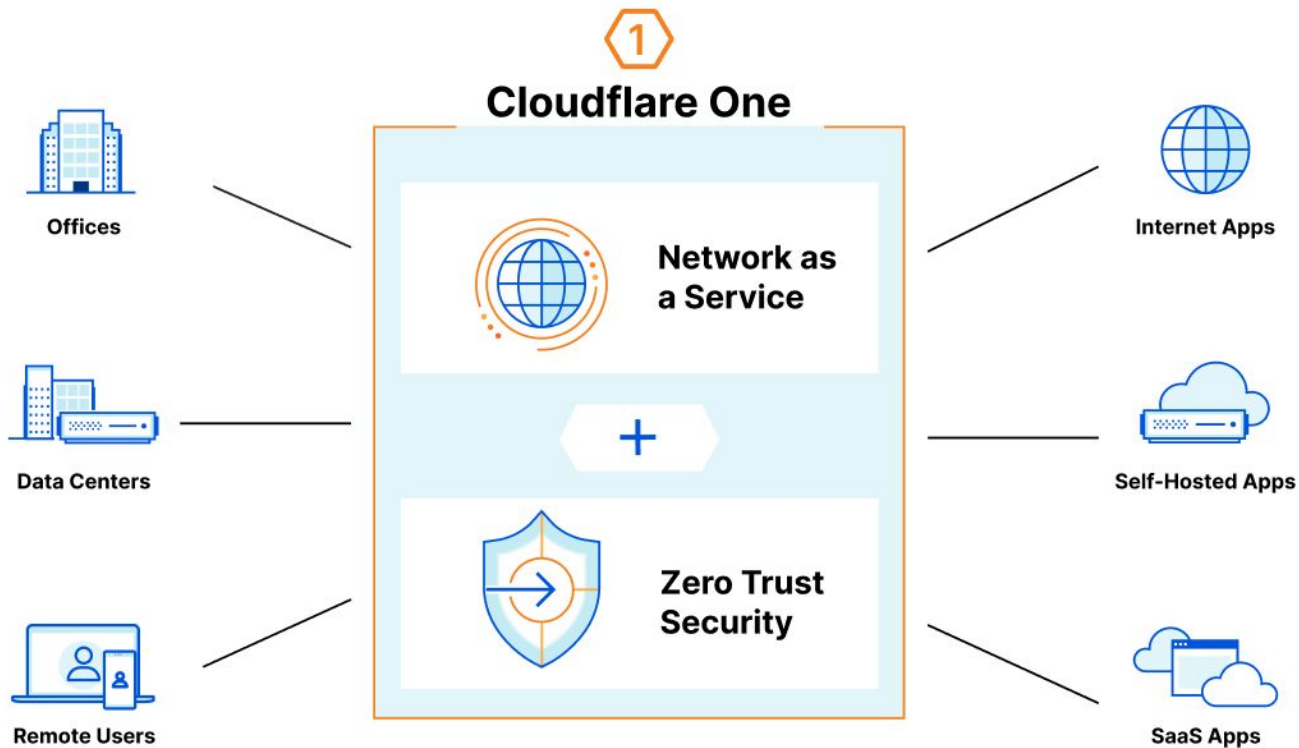 1
Cloudflare One
Offices
Data Centers
Remote Users
Network as
a Service
+
Zero Trust
Security
Internet Apps
Self-Hosted Apps
SaaS Apps